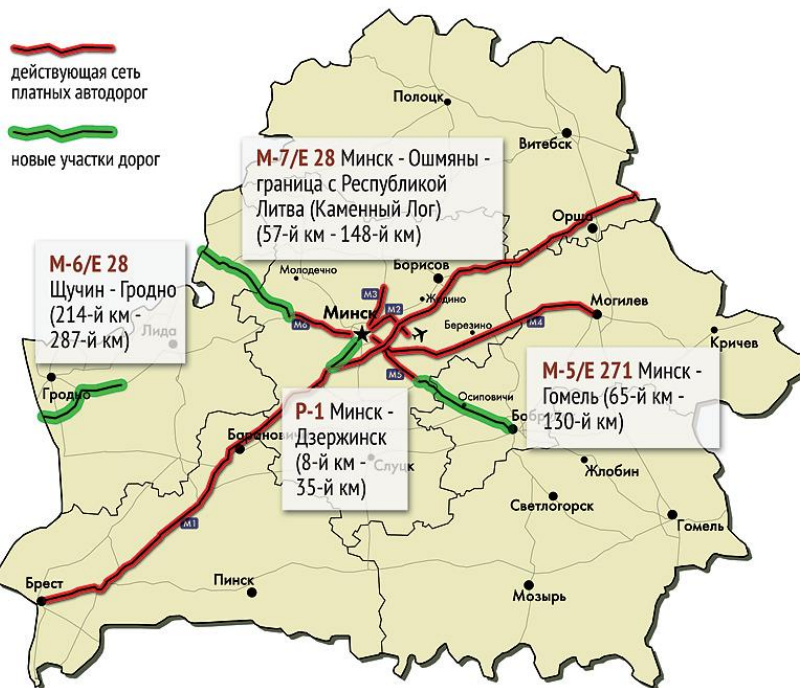 действующая сеть
платных автодорог
новые участки дорог
Полоцк
Витебск
М-7/Е 28 Минск - Ошмяны -
граница с Республикой
Литва (Каменный Лог)
(57-й км - 148-й км)
Орша
М-6/Е 28
Щучин - Гродно
(214-й км -
287-й км)
Лида
Молодечно
Борисов
М3
М2
Жодино
Минск
М6
Березино
М4
Могилев
Кричев
М5
Гродно
Осиповичи
М-5/Е 271 Минск -
Гомель (65-й км -
130-й км)
Р-1 Минск -
Дзержинск
(8-й км -
35-й км)
Слуцк
Жлобин
Светлогорск
М1
Гомель
Брест
Пинск
Мозырь